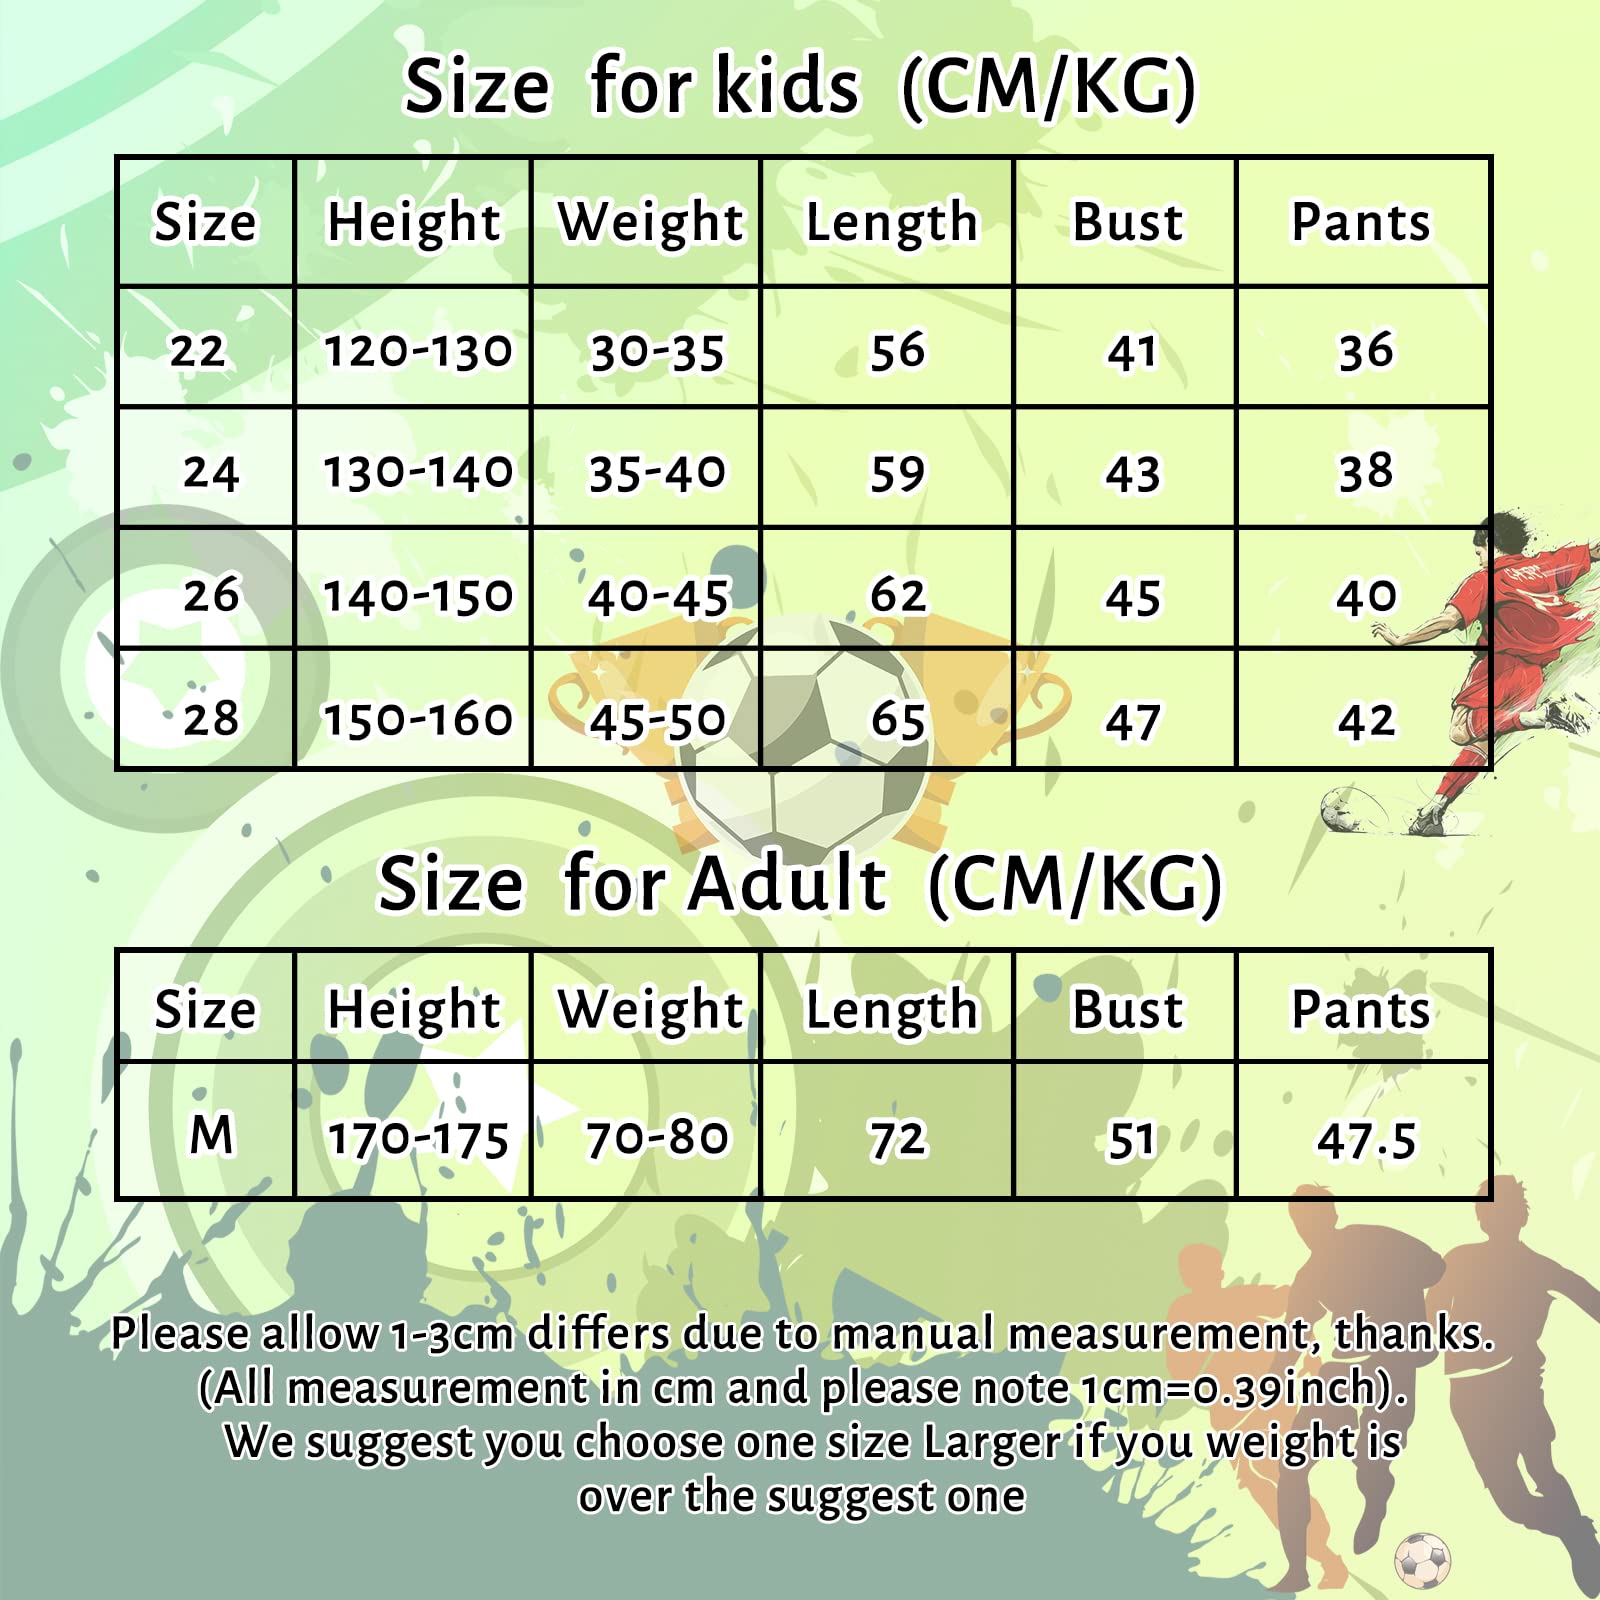 Size for kids (CM/KG)
Size Height Weight Length Bust Pants
22 120-130 30-35 56 41 36
24 130-140 35-40 59 43 38
26 140-150 40-45 62 45 40
28 150-160 45-50 65 47 42
Size for Adult (CM/KG)
Size Height Weight Length Bust Pants
M 170-175 70-80 72 51 47.5
Please allow 1-3cm differs due to manual measurement, thanks.
(All measurement in cm and please note 1cm=0.39inch).
We suggest you choose one size Larger if you weight is
over the suggest one